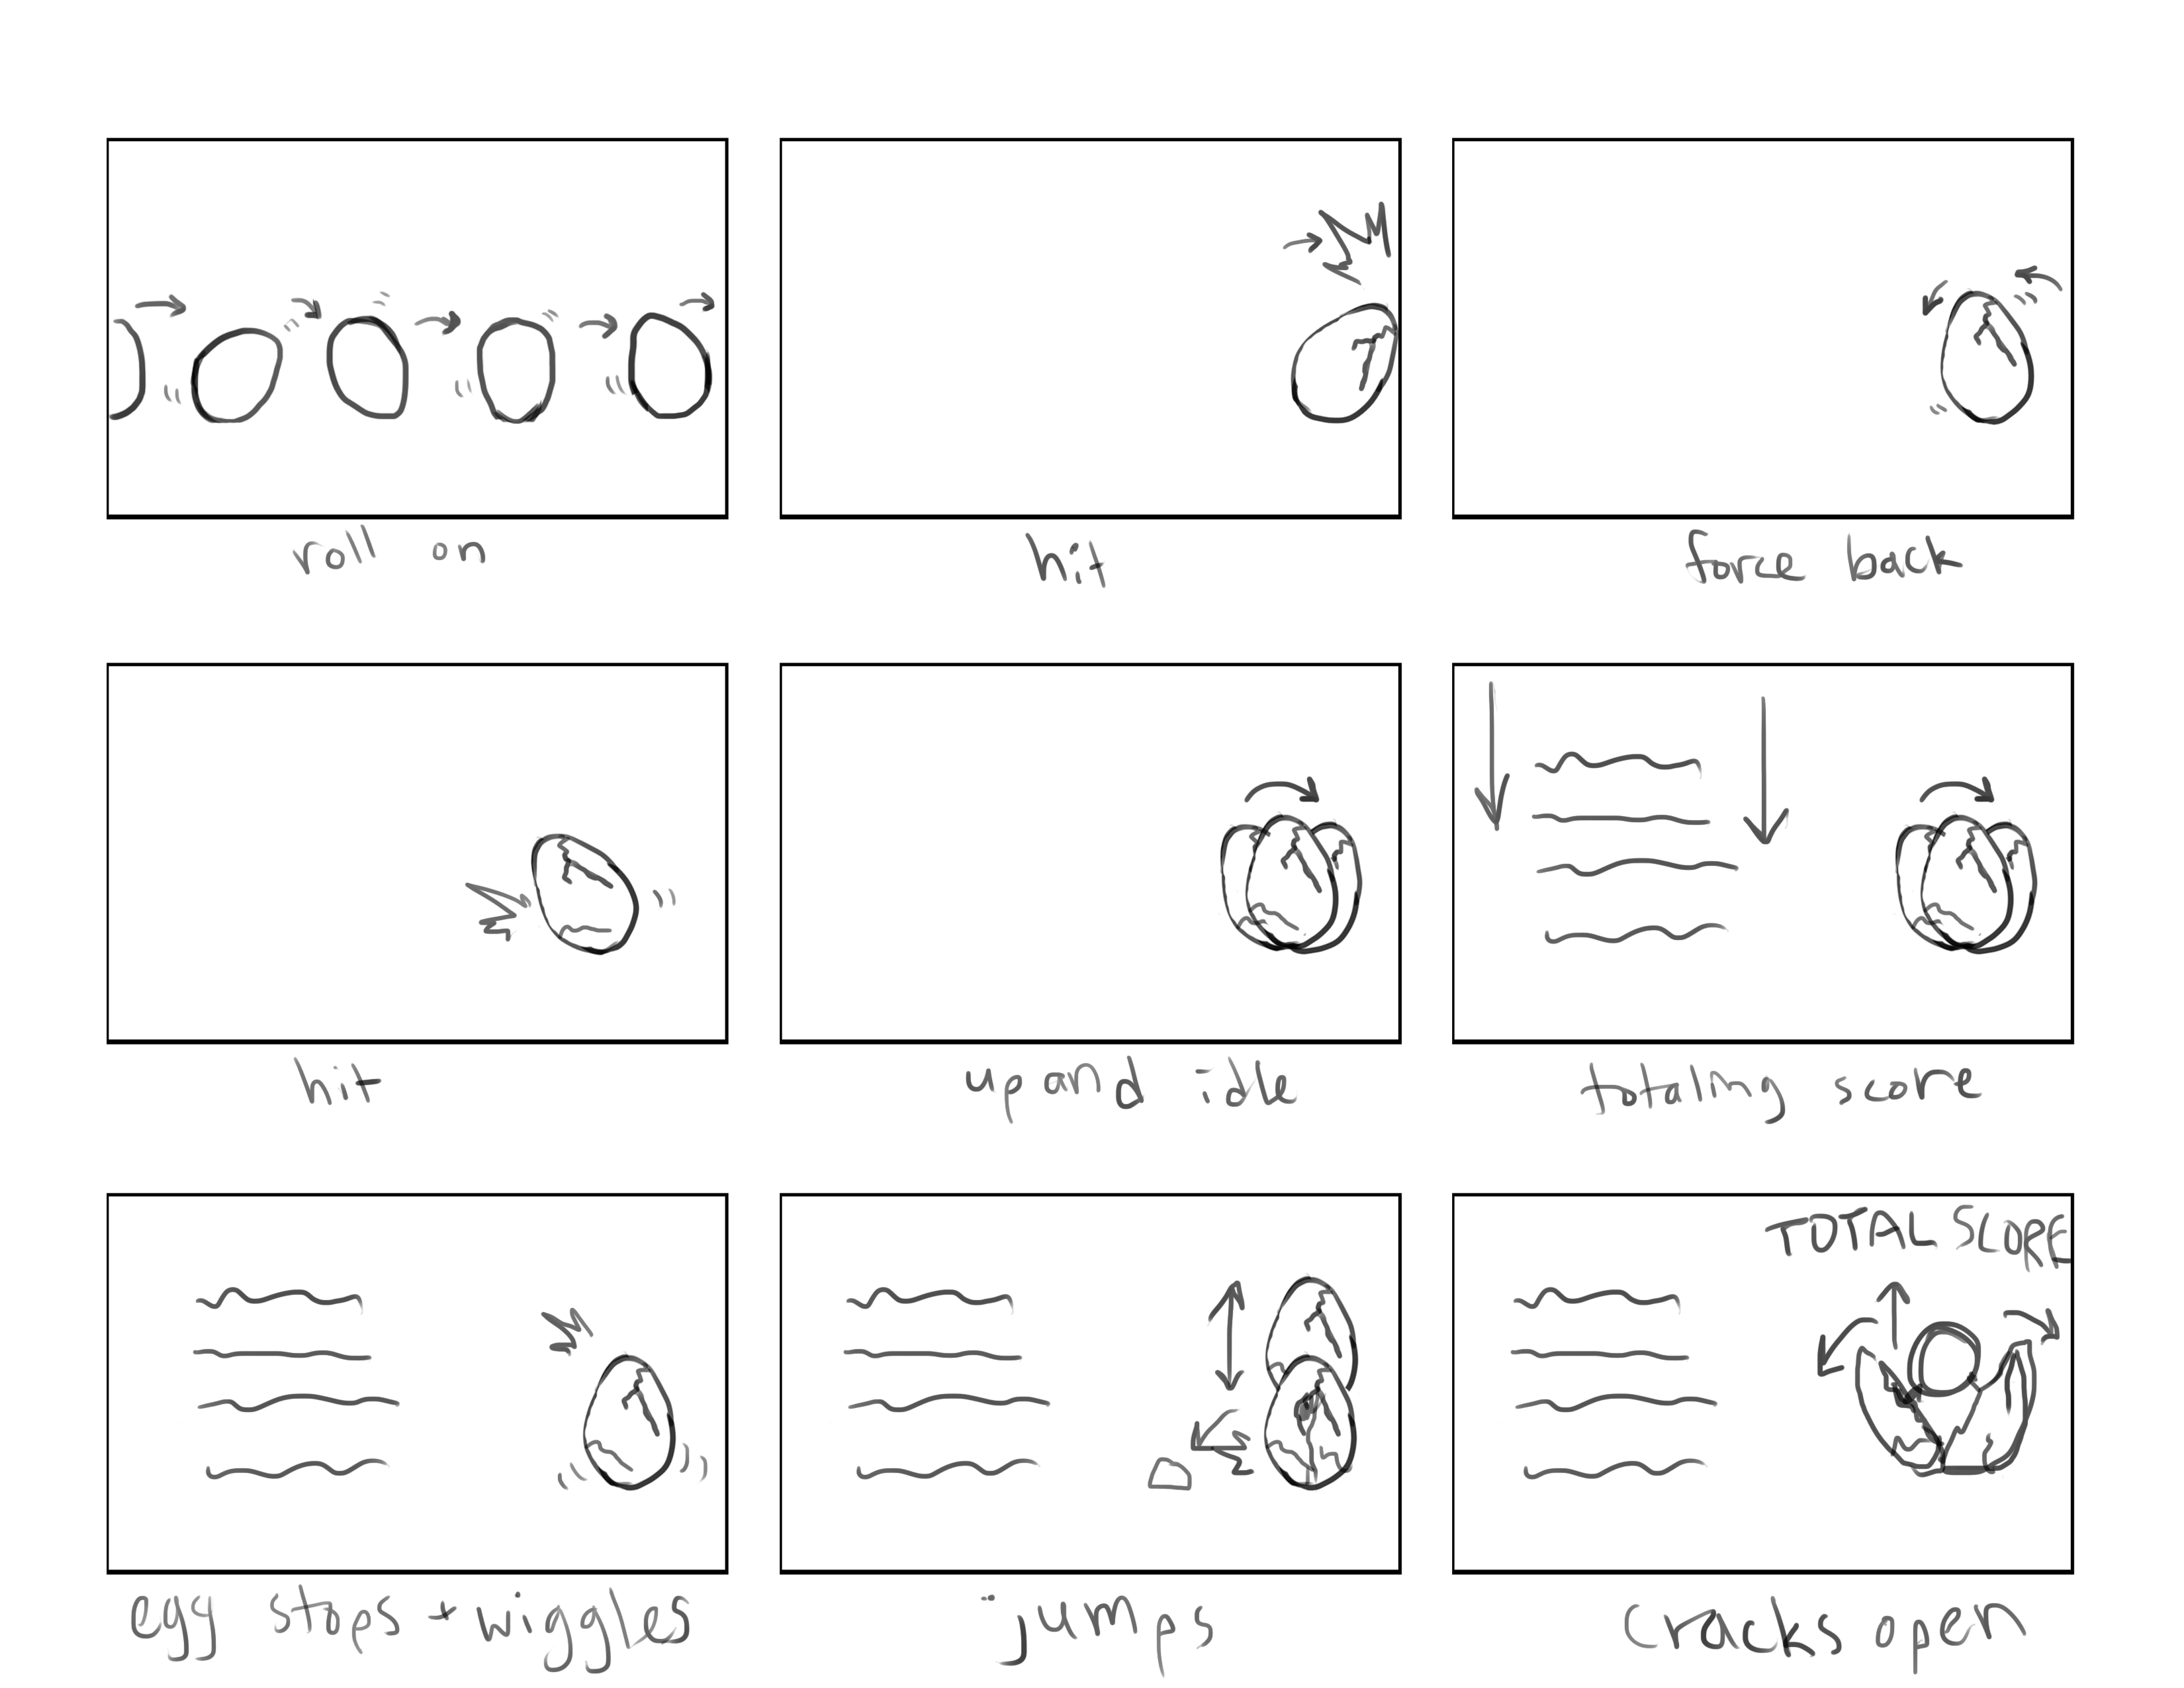 roll on
hit
force back
hit
up and idle
totaling score
egg stops + wiggles
jumps
TOTAL SCORE
cracks open